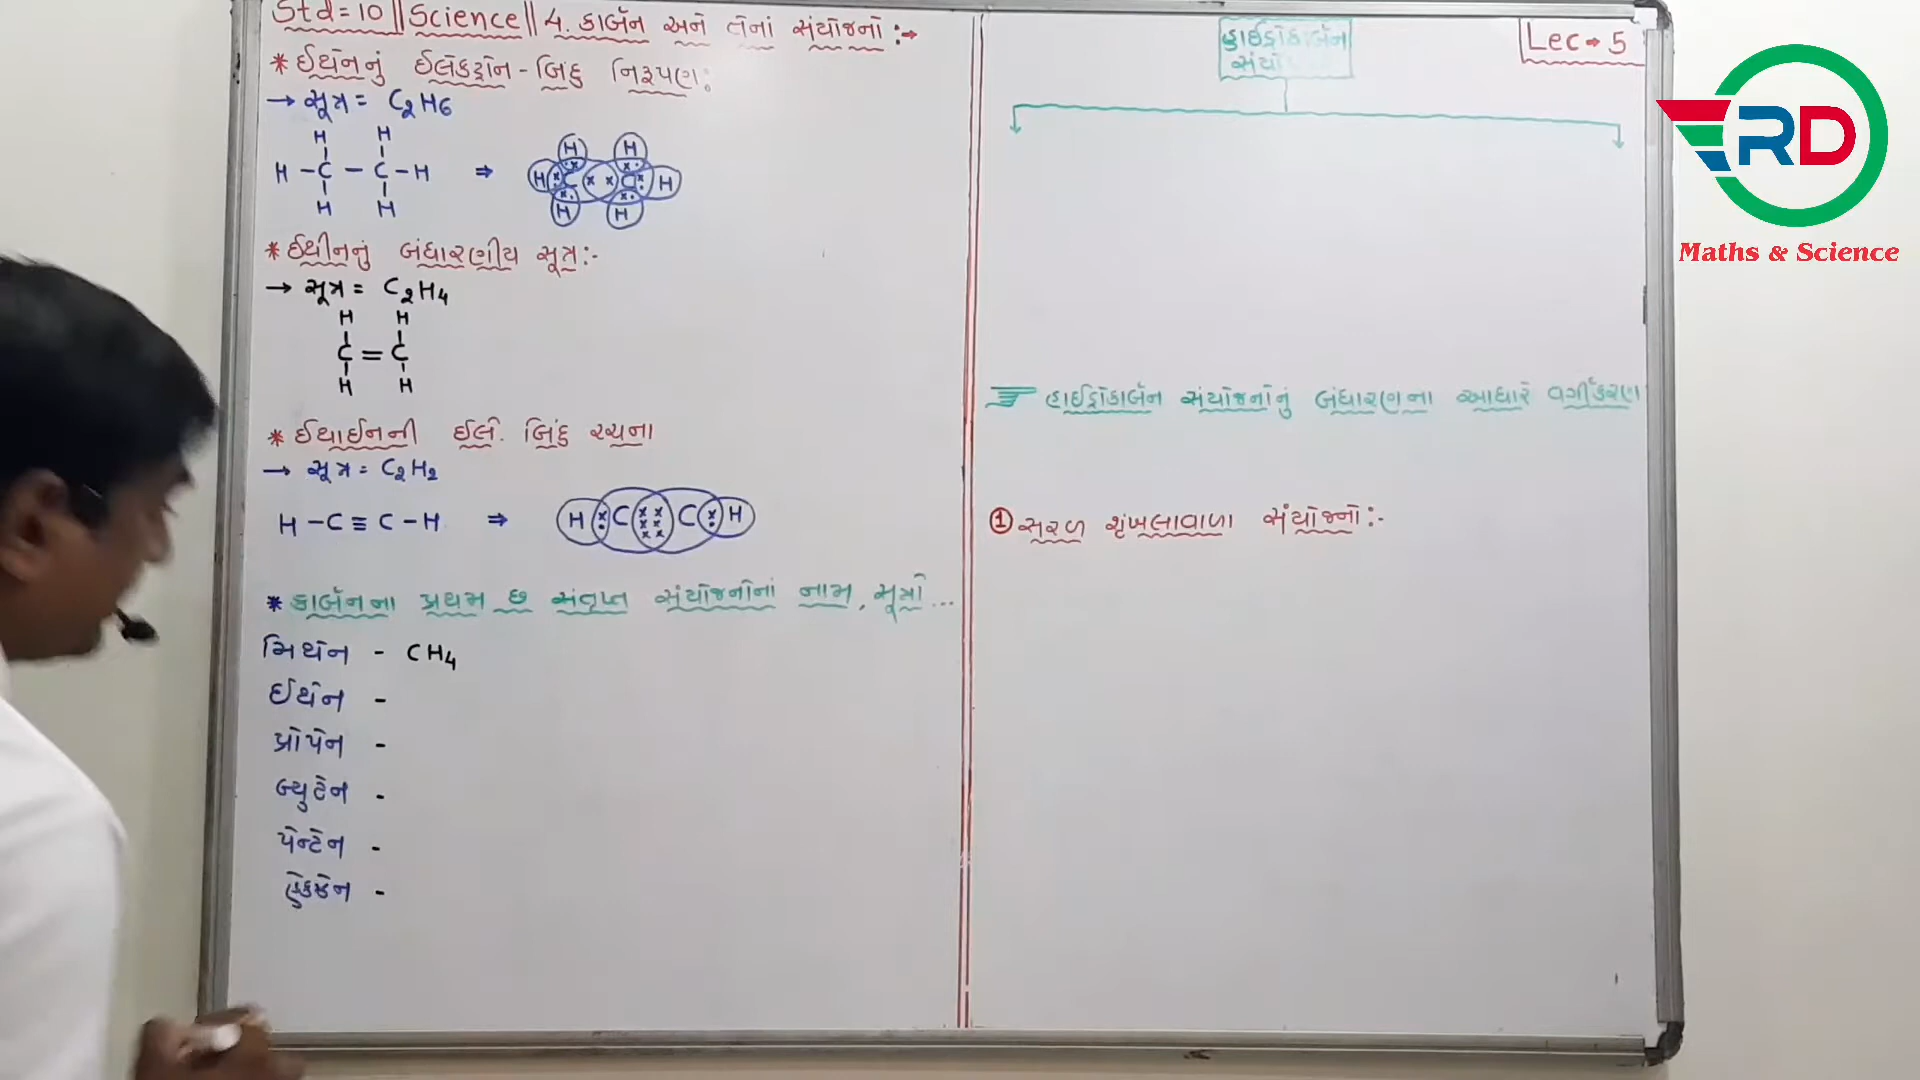 Std = 10 || Science || 4. કાર્બન અને તેનાં સંયોજનો :→
* ઈથેનનું ઈલેક્ટ્રોન - બિંદુ નિરૂપણ:
→ સૂત્ર = C₂H₆
H H
H - C - C - H ⇒ H H H C C H H H
H H
* ઈથીનનું બંધારણીય સૂત્ર:-
→ સૂત્ર = C₂H₄
H H
C = C
H H
* ઈથાઈનની ઈલે. બિંદુ રચના
→ સૂત્ર = C₂H₂
H - C ≡ C - H ⇒ H C C H
* કાર્બનના પ્રથમ છ સંતૃપ્ત સંયોજનોનાં નામ, સૂત્રો...
મિથેન - CH₄
ઈથેન -
પ્રોપેન -
બ્યુટેન -
પેન્ટેન -
હેક્ઝેન -
હાઈડ્રોકાર્બન
સંયો
Lec → 5
હાઈડ્રોકાર્બન સંયોજનોનું બંધારણના આધારે વર્ગીકરણ
① સરળ શૃંખલાવાળા સંયોજનો:-
RD
Maths & Science